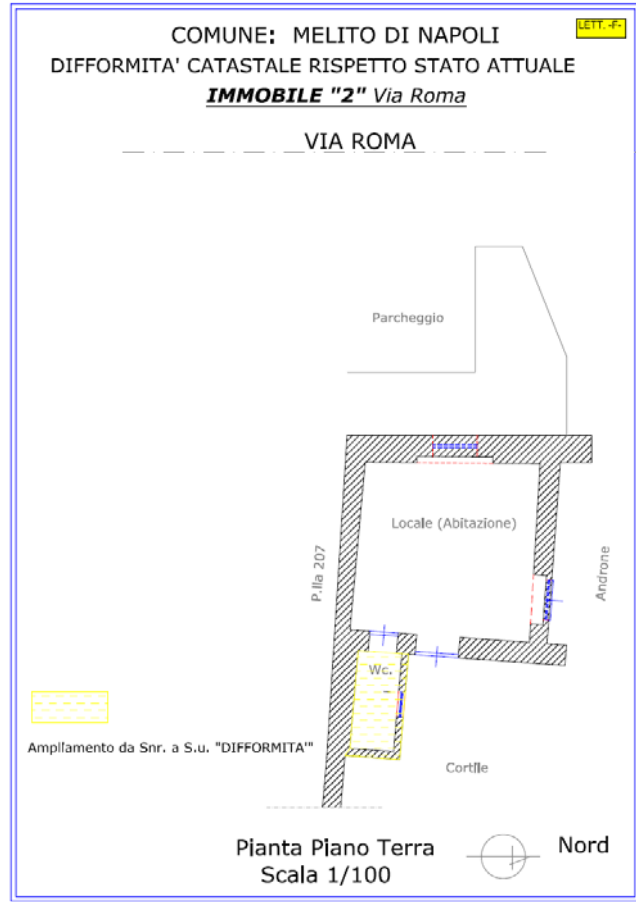 LETT. -F-
COMUNE: MELITO DI NAPOLI
DIFFORMITA' CATASTALE RISPETTO STATO ATTUALE
IMMOBILE "2" Via Roma
VIA ROMA
Parcheggio
Locale (Abitazione)
P.lla 207
Androne
Wc.
Ampliamento da Snr. a S.u. "DIFFORMITA'"
Cortile
Pianta Piano Terra
Scala 1/100
Nord